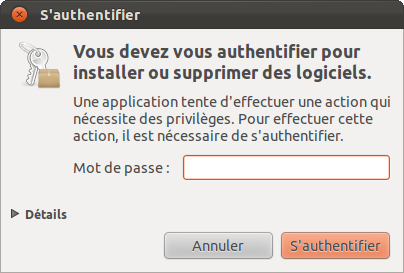 S'authentifier
Vous devez vous authentifier pour
installer ou supprimer des logiciels.
Une application tente d'effectuer une action qui
nécessite des privilèges. Pour effectuer cette
action, il est nécessaire de s'authentifier.
Mot de passe :
Détails
Annuler
S'authentifier